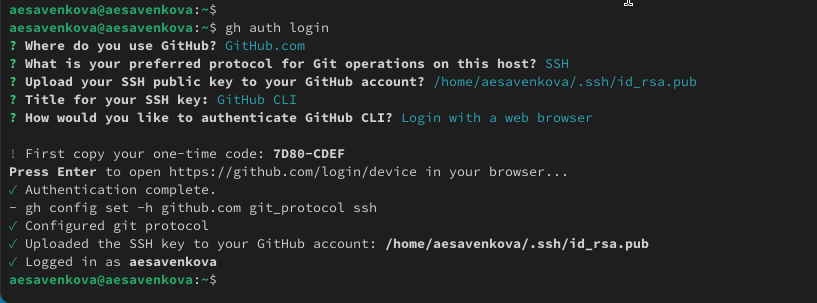 aesavenkova@aesavenkova:~$
aesavenkova@aesavenkova:~$ gh auth login
? Where do you use GitHub? GitHub.com
? What is your preferred protocol for Git operations on this host? SSH
? Upload your SSH public key to your GitHub account? /home/aesavenkova/.ssh/id_rsa.pub
? Title for your SSH key: GitHub CLI
? How would you like to authenticate GitHub CLI? Login with a web browser
! First copy your one-time code: 7D80-CDEF
Press Enter to open https://github.com/login/device in your browser...
✓ Authentication complete.
- gh config set -h github.com git_protocol ssh
✓ Configured git protocol
✓ Uploaded the SSH key to your GitHub account: /home/aesavenkova/.ssh/id_rsa.pub
✓ Logged in as aesavenkova
aesavenkova@aesavenkova:~$